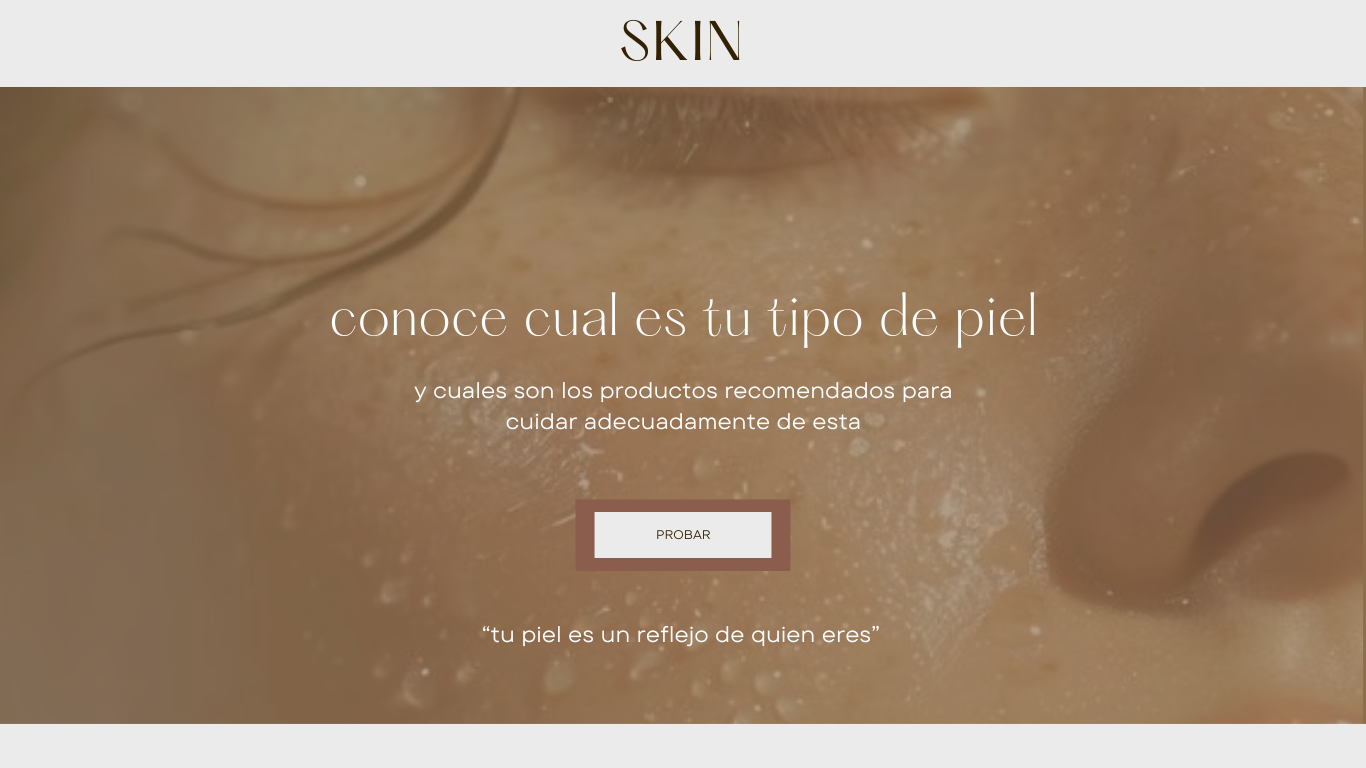 SKIN
conoce cual es tu tipo de piel
y cuales son los productos recomendados para
cuidar adecuadamente de esta
PROBAR
“tu piel es un reflejo de quien eres”